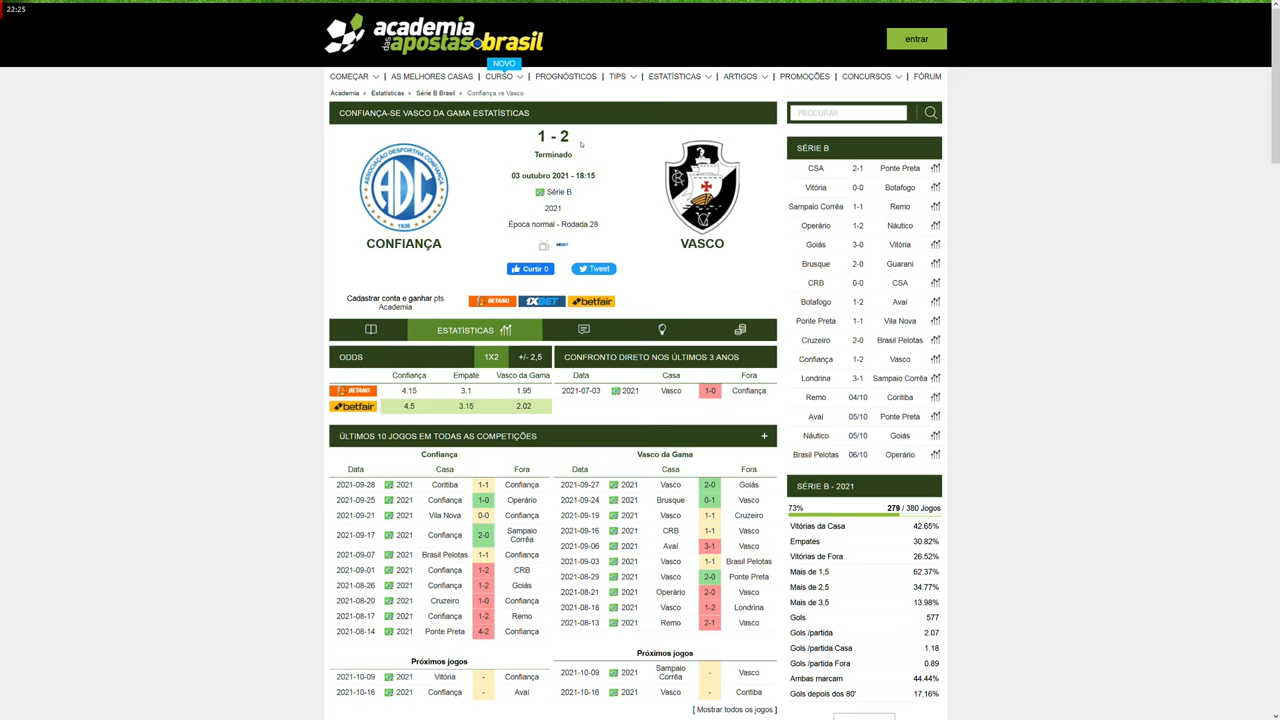 22:25
academia
das apostas brasil
entrar
NOVO
COMEÇAR | AS MELHORES CASAS | CURSO | PROGNÓSTICOS | TIPS | ESTATÍSTICAS | ARTIGOS | PROMOÇÕES | CONCURSOS | FÓRUM
Academia » Estatísticas » Série B Brasil » Confiança vs Vasco
CONFIANÇA-SE VASCO DA GAMA ESTATÍSTICAS
1 - 2
Terminado
03 outubro 2021 - 18:15
Série B
2021
Época normal - Rodada 28
ASSOCIAÇÃO DESPORTIVA CONFIANÇA
ADC
1936
CONFIANÇA
VASCO
Curtir 0
Tweet
Cadastrar conta e ganhar pts
Academia
BETANO 1XBET betfair
ESTATÍSTICAS
ODDS 1X2 +/- 2,5
Confiança Empate Vasco da Gama
BETANO 4.15 3.1 1.95
betfair 4.5 3.15 2.02
CONFRONTO DIRETO NOS ÚLTIMOS 3 ANOS
Data Casa Fora
2021-07-03 2021 Vasco 1-0 Confiança
ÚLTIMOS 10 JOGOS EM TODAS AS COMPETIÇÕES +
Confiança
Data Casa Fora
2021-09-28 2021 Coritiba 1-1 Confiança
2021-09-25 2021 Confiança 1-0 Operário
2021-09-21 2021 Vila Nova 0-0 Confiança
2021-09-17 2021 Confiança 2-0 Sampaio
Corrêa
2021-09-07 2021 Brasil Pelotas 1-1 Confiança
2021-09-01 2021 Confiança 1-2 CRB
2021-08-26 2021 Confiança 1-2 Goiás
2021-08-20 2021 Cruzeiro 1-0 Confiança
2021-08-17 2021 Confiança 1-2 Remo
2021-08-14 2021 Ponte Preta 4-2 Confiança
Próximos jogos
2021-10-09 2021 Vitória - Confiança
2021-10-16 2021 Confiança - Avaí
Vasco da Gama
Data Casa Fora
2021-09-27 2021 Vasco 2-0 Goiás
2021-09-24 2021 Brusque 0-1 Vasco
2021-09-19 2021 Vasco 1-1 Cruzeiro
2021-09-16 2021 CRB 1-1 Vasco
2021-09-06 2021 Avaí 3-1 Vasco
2021-09-03 2021 Vasco 1-1 Brasil Pelotas
2021-08-29 2021 Vasco 2-0 Ponte Preta
2021-08-21 2021 Operário 2-0 Vasco
2021-08-18 2021 Vasco 1-2 Londrina
2021-08-13 2021 Remo 2-1 Vasco
Próximos jogos
2021-10-09 2021 Sampaio
Corrêa - Vasco
2021-10-16 2021 Vasco - Coritiba
[ Mostrar todos os jogos ]
PROCURAR
SÉRIE B
CSA 2-1 Ponte Preta
Vitória 0-0 Botafogo
Sampaio Corrêa 1-1 Remo
Operário 1-2 Náutico
Goiás 3-0 Vitória
Brusque 2-0 Guarani
CRB 0-0 CSA
Botafogo 1-2 Avaí
Ponte Preta 1-1 Vila Nova
Cruzeiro 2-0 Brasil Pelotas
Confiança 1-2 Vasco
Londrina 3-1 Sampaio Corrêa
Remo 04/10 Coritiba
Avaí 05/10 Ponte Preta
Náutico 05/10 Goiás
Brasil Pelotas 06/10 Operário
SÉRIE B - 2021
73% 279 / 380 Jogos
Vitórias da Casa 42.65%
Empates 30.82%
Vitórias de Fora 26.52%
Mais de 1,5 62.37%
Mais de 2,5 34.77%
Mais de 3,5 13.98%
Gols 577
Gols /partida 2.07
Gols /partida Casa 1.18
Gols /partida Fora 0.89
Ambas marcam 44.44%
Gols depois dos 80' 17.16%